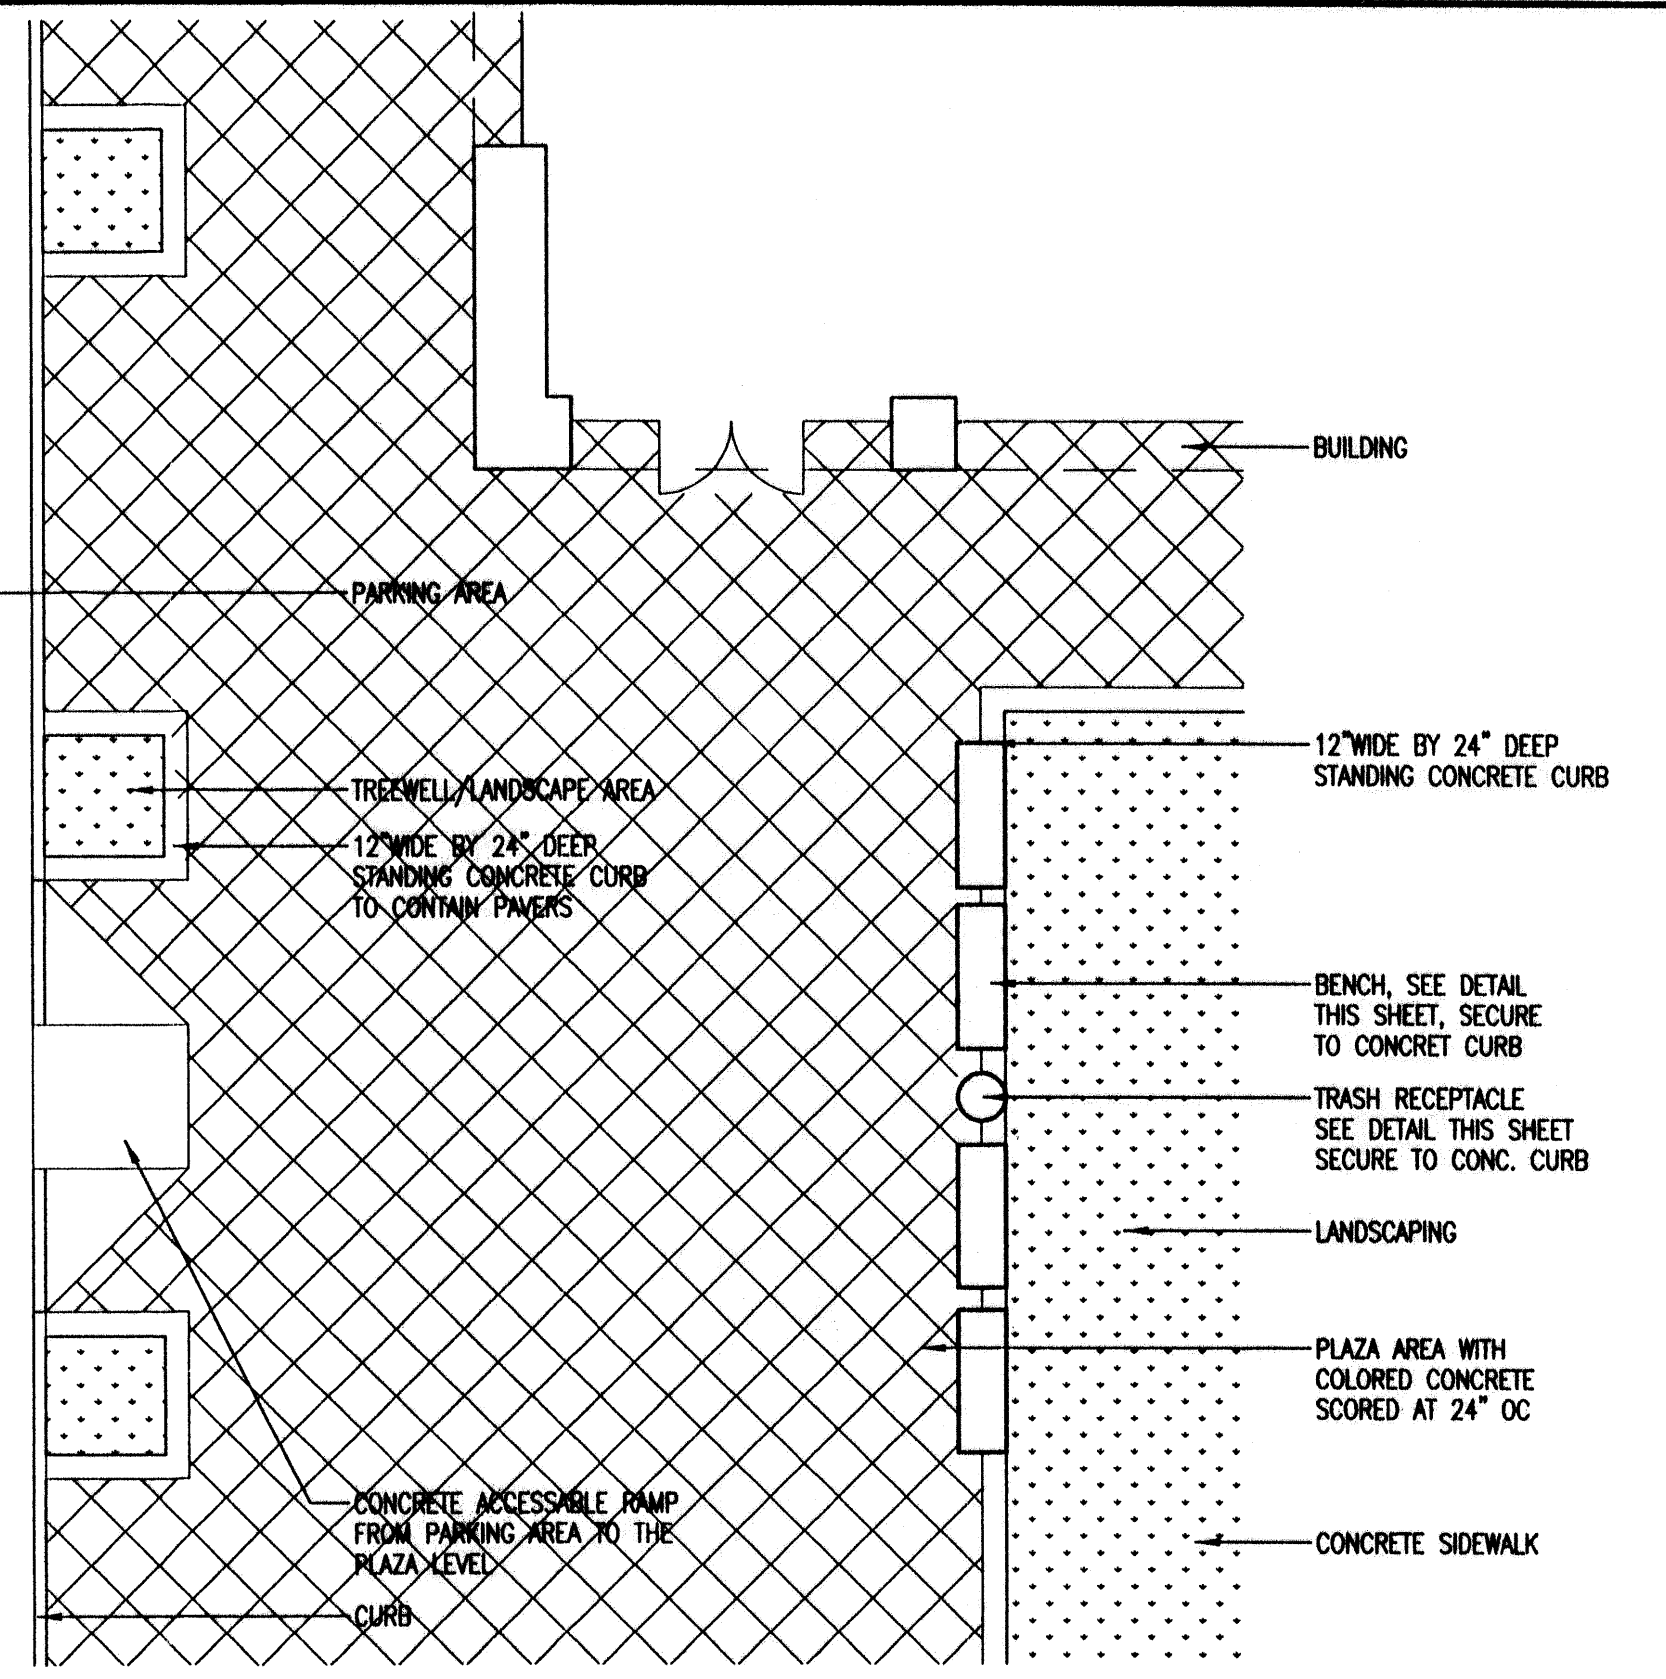 BUILDING
PARKING AREA
12"WIDE BY 24" DEEP
STANDING CONCRETE CURB
TREEWELL/LANDSCAPE AREA
12"WIDE BY 24" DEEP
STANDING CONCRETE CURB
TO CONTAIN PAVERS
BENCH, SEE DETAIL
THIS SHEET, SECURE
TO CONCRET CURB
TRASH RECEPTACLE
SEE DETAIL THIS SHEET
SECURE TO CONC. CURB
LANDSCAPING
PLAZA AREA WITH
COLORED CONCRETE
SCORED AT 24" OC
CONCRETE ACCESSABLE RAMP
FROM PARKING AREA TO THE
PLAZA LEVEL
CONCRETE SIDEWALK
CURB